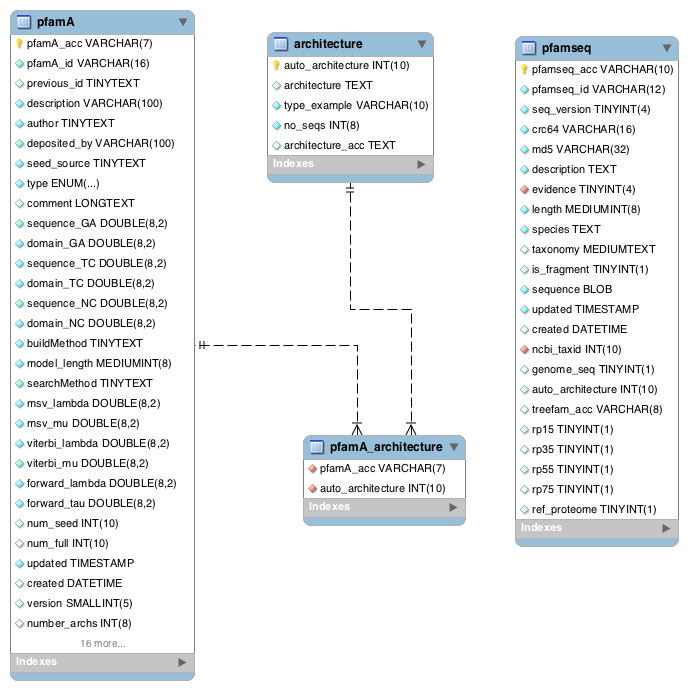 pfamA
pfamA_acc VARCHAR(7)
pfamA_id VARCHAR(16)
previous_id TINYTEXT
description VARCHAR(100)
author TINYTEXT
deposited_by VARCHAR(100)
seed_source TINYTEXT
type ENUM(...)
comment LONGTEXT
sequence_GA DOUBLE(8,2)
domain_GA DOUBLE(8,2)
sequence_TC DOUBLE(8,2)
domain_TC DOUBLE(8,2)
sequence_NC DOUBLE(8,2)
domain_NC DOUBLE(8,2)
buildMethod TINYTEXT
model_length MEDIUMINT(8)
searchMethod TINYTEXT
msv_lambda DOUBLE(8,2)
msv_mu DOUBLE(8,2)
viterbi_lambda DOUBLE(8,2)
viterbi_mu DOUBLE(8,2)
forward_lambda DOUBLE(8,2)
forward_tau DOUBLE(8,2)
num_seed INT(10)
num_full INT(10)
updated TIMESTAMP
created DATETIME
version SMALLINT(5)
number_archs INT(8)
16 more...
Indexes
architecture
auto_architecture INT(10)
architecture TEXT
type_example VARCHAR(10)
no_seqs INT(8)
architecture_acc TEXT
Indexes
pfamA_architecture
pfamA_acc VARCHAR(7)
auto_architecture INT(10)
Indexes
pfamseq
pfamseq_acc VARCHAR(10)
pfamseq_id VARCHAR(12)
seq_version TINYINT(4)
crc64 VARCHAR(16)
md5 VARCHAR(32)
description TEXT
evidence TINYINT(4)
length MEDIUMINT(8)
species TEXT
taxonomy MEDIUMTEXT
is_fragment TINYINT(1)
sequence BLOB
updated TIMESTAMP
created DATETIME
ncbi_taxid INT(10)
genome_seq TINYINT(1)
auto_architecture INT(10)
treefam_acc VARCHAR(8)
rp15 TINYINT(1)
rp35 TINYINT(1)
rp55 TINYINT(1)
rp75 TINYINT(1)
ref_proteome TINYINT(1)
Indexes